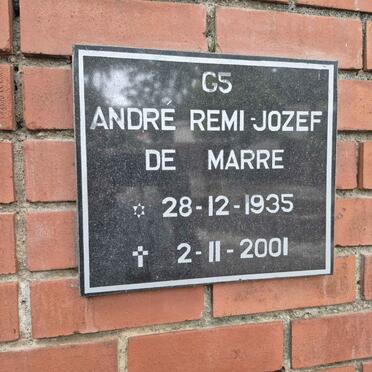 G5
ANDRÉ REMI-JOZEF
DE MARRE
✡ 28-12-1935
✝ 2-11-2001